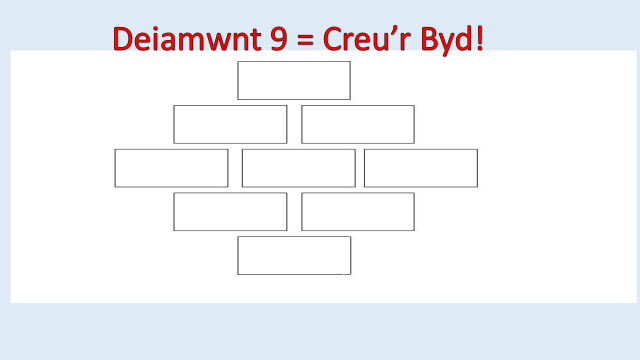 Deiamwnt 9 = Creu’r Byd!